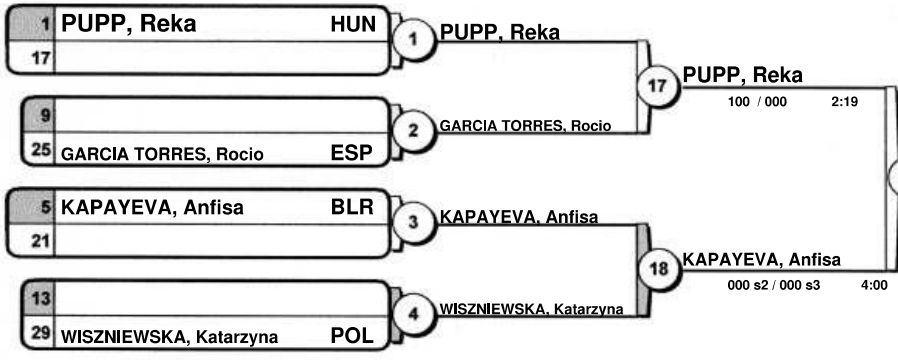 1 PUPP, Reka HUN
17
1
PUPP, Reka
9
25 GARCIA TORRES, Rocio ESP
2
GARCIA TORRES, Rocio
17
PUPP, Reka
100 / 000 2:19
5 KAPAYEVA, Anfisa BLR
21
3
KAPAYEVA, Anfisa
13
29 WISZNIEWSKA, Katarzyna POL
4
WISZNIEWSKA, Katarzyna
18
KAPAYEVA, Anfisa
000 s2 / 000 s3 4:00